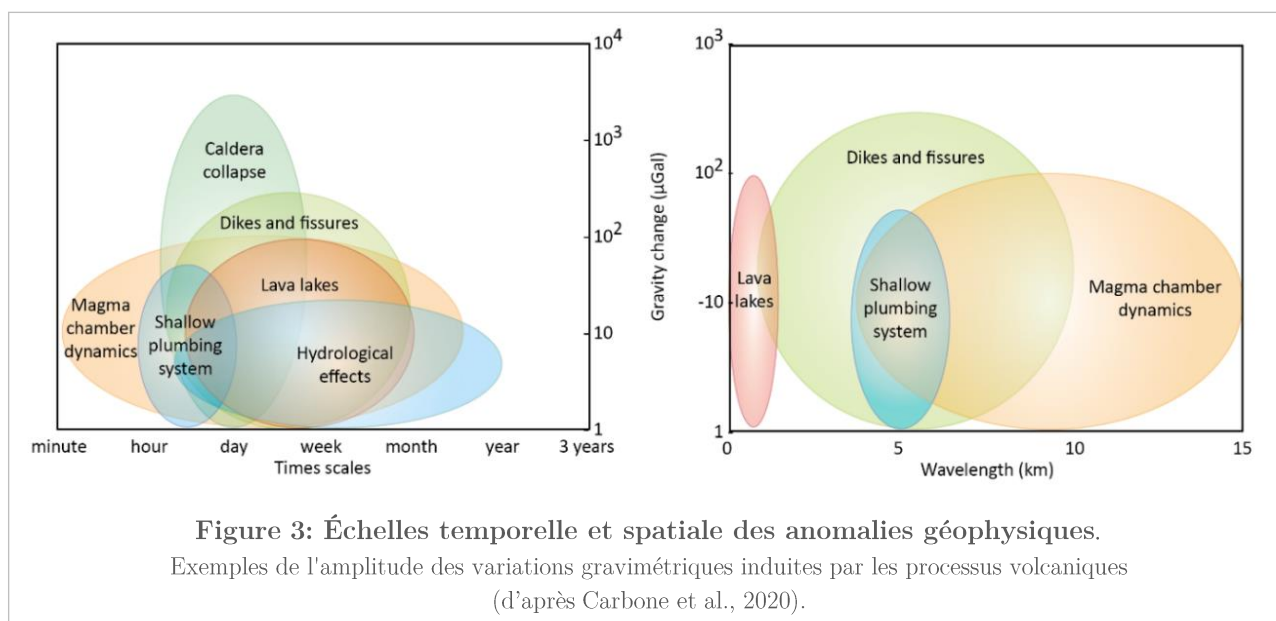 10⁴
10³
10²
10
1
Caldera
collapse
Dikes and fissures
Lava lakes
Magma
chamber
dynamics
Shallow
plumbing
system
Hydrological
effects
minute hour day week month year 3 years
Times scales
10³
10²
-10
1
Gravity change (µGal)
Dikes and fissures
Lava
lakes
Shallow
plumbing
system
Magma chamber
dynamics
0 5 10 15
Wavelength (km)
Figure 3: Échelles temporelle et spatiale des anomalies géophysiques.
Exemples de l'amplitude des variations gravimétriques induites par les processus volcaniques
(d'après Carbone et al., 2020).